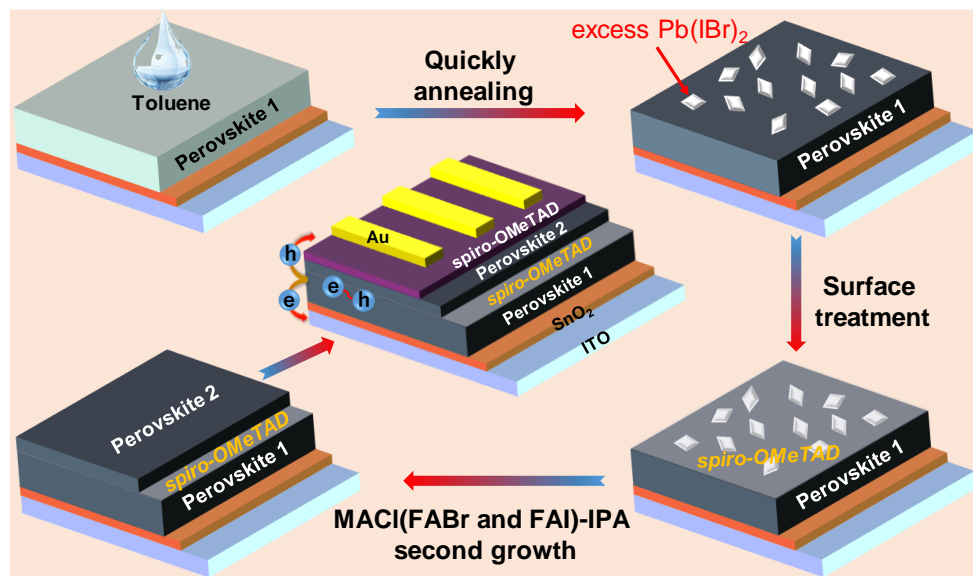 Toluene
Perovskite 1
Quickly
annealing
excess Pb(IBr)₂
Perovskite 1
Surface
treatment
Au
spiro-OMeTAD
Perovskite 2
spiro-OMeTAD
Perovskite 1
SnO₂
ITO
h
e
e
h
Perovskite 2
spiro-OMeTAD
Perovskite 1
MACl(FABr and FAI)-IPA
second growth
spiro-OMeTAD
Perovskite 1